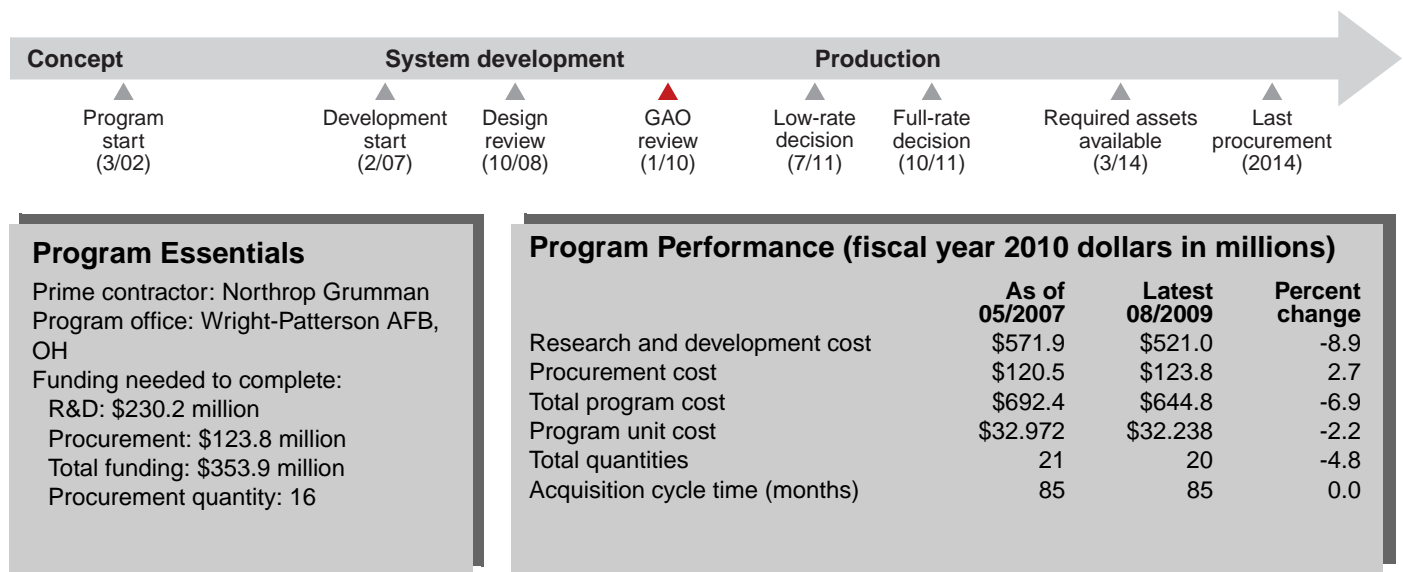 Concept System development Production
Program start (3/02)
Development start (2/07)
Design review (10/08)
GAO review (1/10)
Low-rate decision (7/11)
Full-rate decision (10/11)
Required assets available (3/14)
Last procurement (2014)
Program Essentials
Prime contractor: Northrop Grumman
Program office: Wright-Patterson AFB,
OH
Funding needed to complete:
R&D: $230.2 million
Procurement: $123.8 million
Total funding: $353.9 million
Procurement quantity: 16
Program Performance (fiscal year 2010 dollars in millions)
As of 05/2007 Latest 08/2009 Percent change
Research and development cost $571.9 $521.0 -8.9
Procurement cost $120.5 $123.8 2.7
Total program cost $692.4 $644.8 -6.9
Program unit cost $32.972 $32.238 -2.2
Total quantities 21 20 -4.8
Acquisition cycle time (months) 85 85 0.0